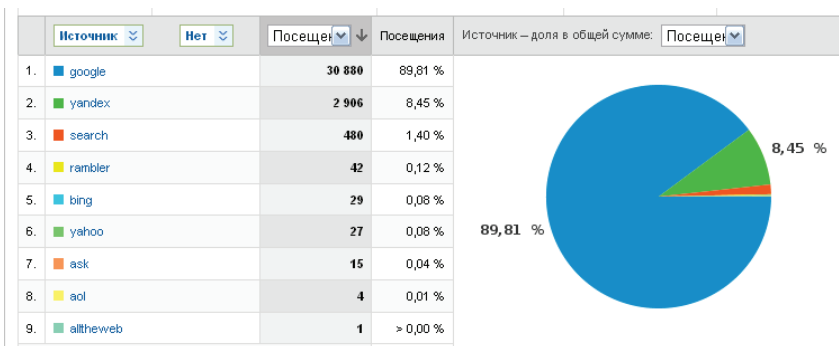 Источник Нет Посещен Посещения Источник – доля в общей сумме: Посещен
1. google 30 880 89,81 %
2. yandex 2 906 8,45 %
3. search 480 1,40 %
4. rambler 42 0,12 %
5. bing 29 0,08 %
6. yahoo 27 0,08 %
7. ask 15 0,04 %
8. aol 4 0,01 %
9. alltheweb 1 > 0,00 %
8,45 %
89,81 %